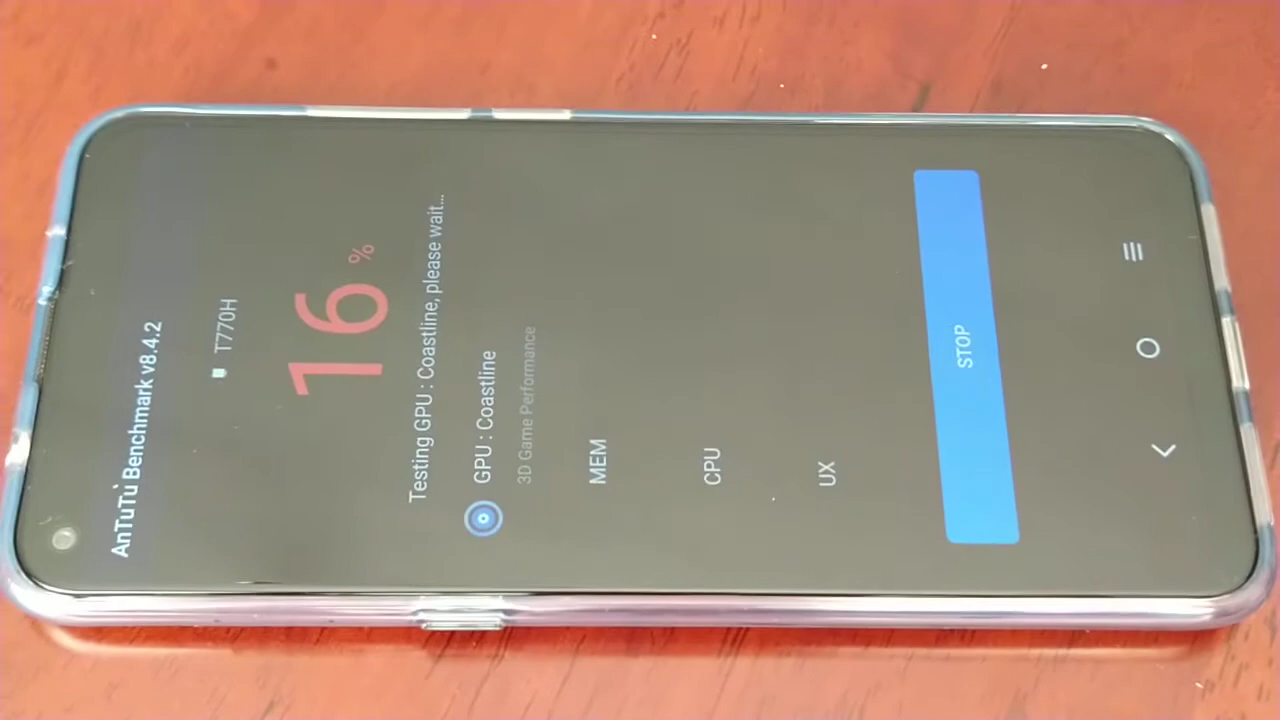 AnTuTu Benchmark v8.4.2
T770H
16 %
Testing GPU : Coastline, please wait...
GPU : Coastline
3D Game Performance
MEM
CPU
UX
STOP